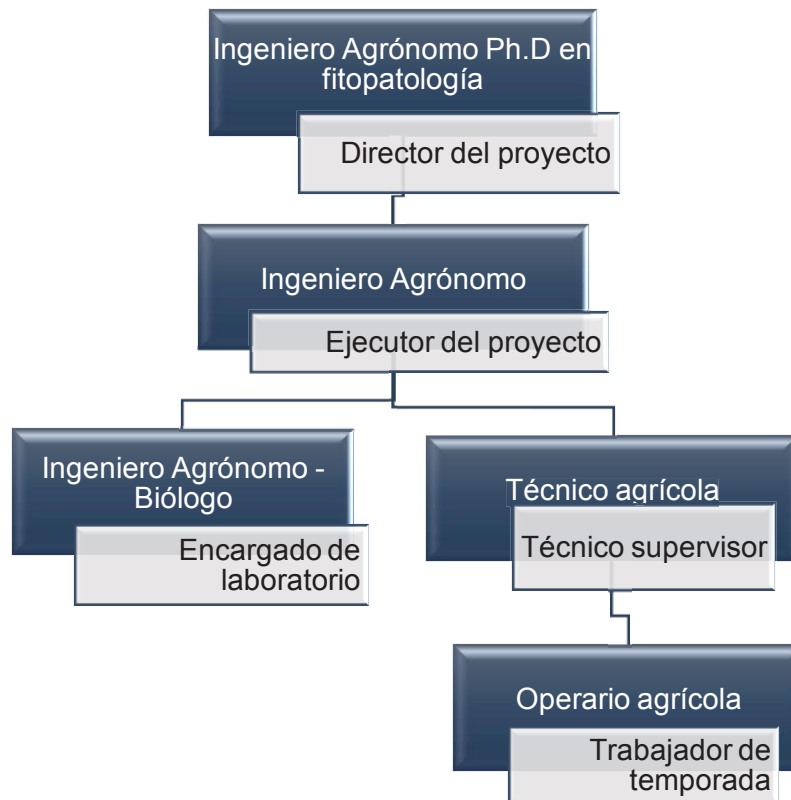 Ingeniero Agrónomo Ph.D en
fitopatología
Director del proyecto
Ingeniero Agrónomo
Ejecutor del proyecto
Ingeniero Agrónomo -
Biólogo
Encargado de
laboratorio
Técnico agrícola
Técnico supervisor
Operario agrícola
Trabajador de
temporada